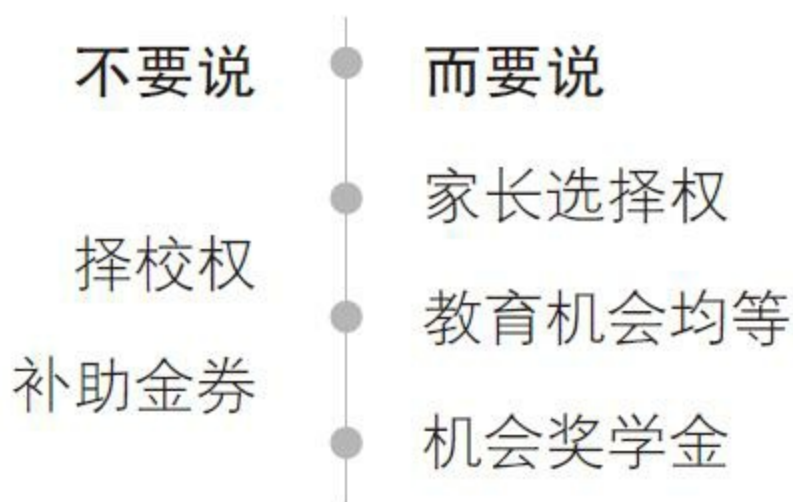 不要说
而要说
家长选择权
择校权
教育机会均等
补助金券
机会奖学金